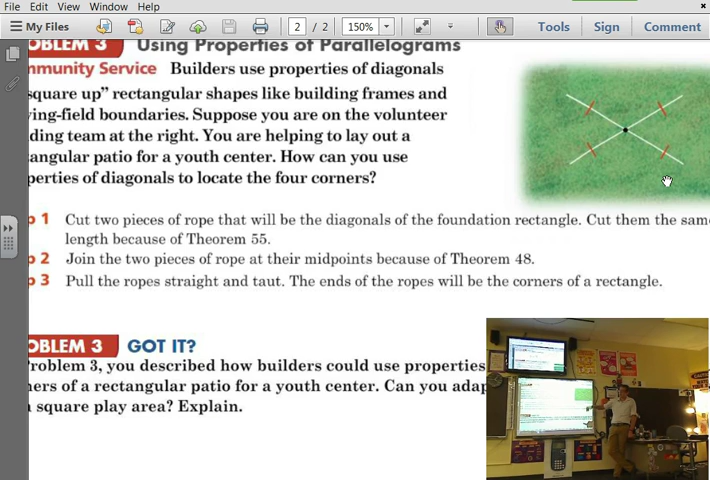 File Edit View Window Help
My Files
2 / 2
150%
Tools
Sign
Comment
OBLEM 3 Using Properties of Parallelograms
mmunity Service Builders use properties of diagonals
square up” rectangular shapes like building frames and
ying-field boundaries. Suppose you are on the volunteer
ding team at the right. You are helping to lay out a
angular patio for a youth center. How can you use
perties of diagonals to locate the four corners?
p 1 Cut two pieces of rope that will be the diagonals of the foundation rectangle. Cut them the same
length because of Theorem 55.
p 2 Join the two pieces of rope at their midpoints because of Theorem 48.
p 3 Pull the ropes straight and taut. The ends of the ropes will be the corners of a rectangle.
OBLEM 3 GOT IT?
roblem 3, you described how builders could use properties
ners of a rectangular patio for a youth center. Can you adap
square play area? Explain.